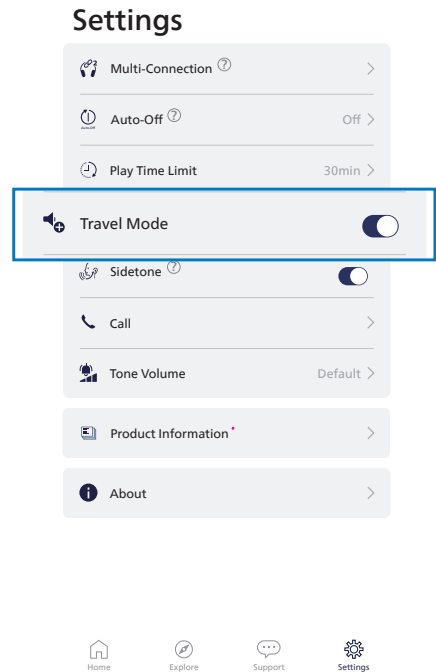 Settings
Multi-Connection ?
Auto-Off ?
Off
Play Time Limit
30min
Travel Mode
Sidetone ?
Call
Tone Volume
Default
Product Information
About
Home
Explore
Support
Settings